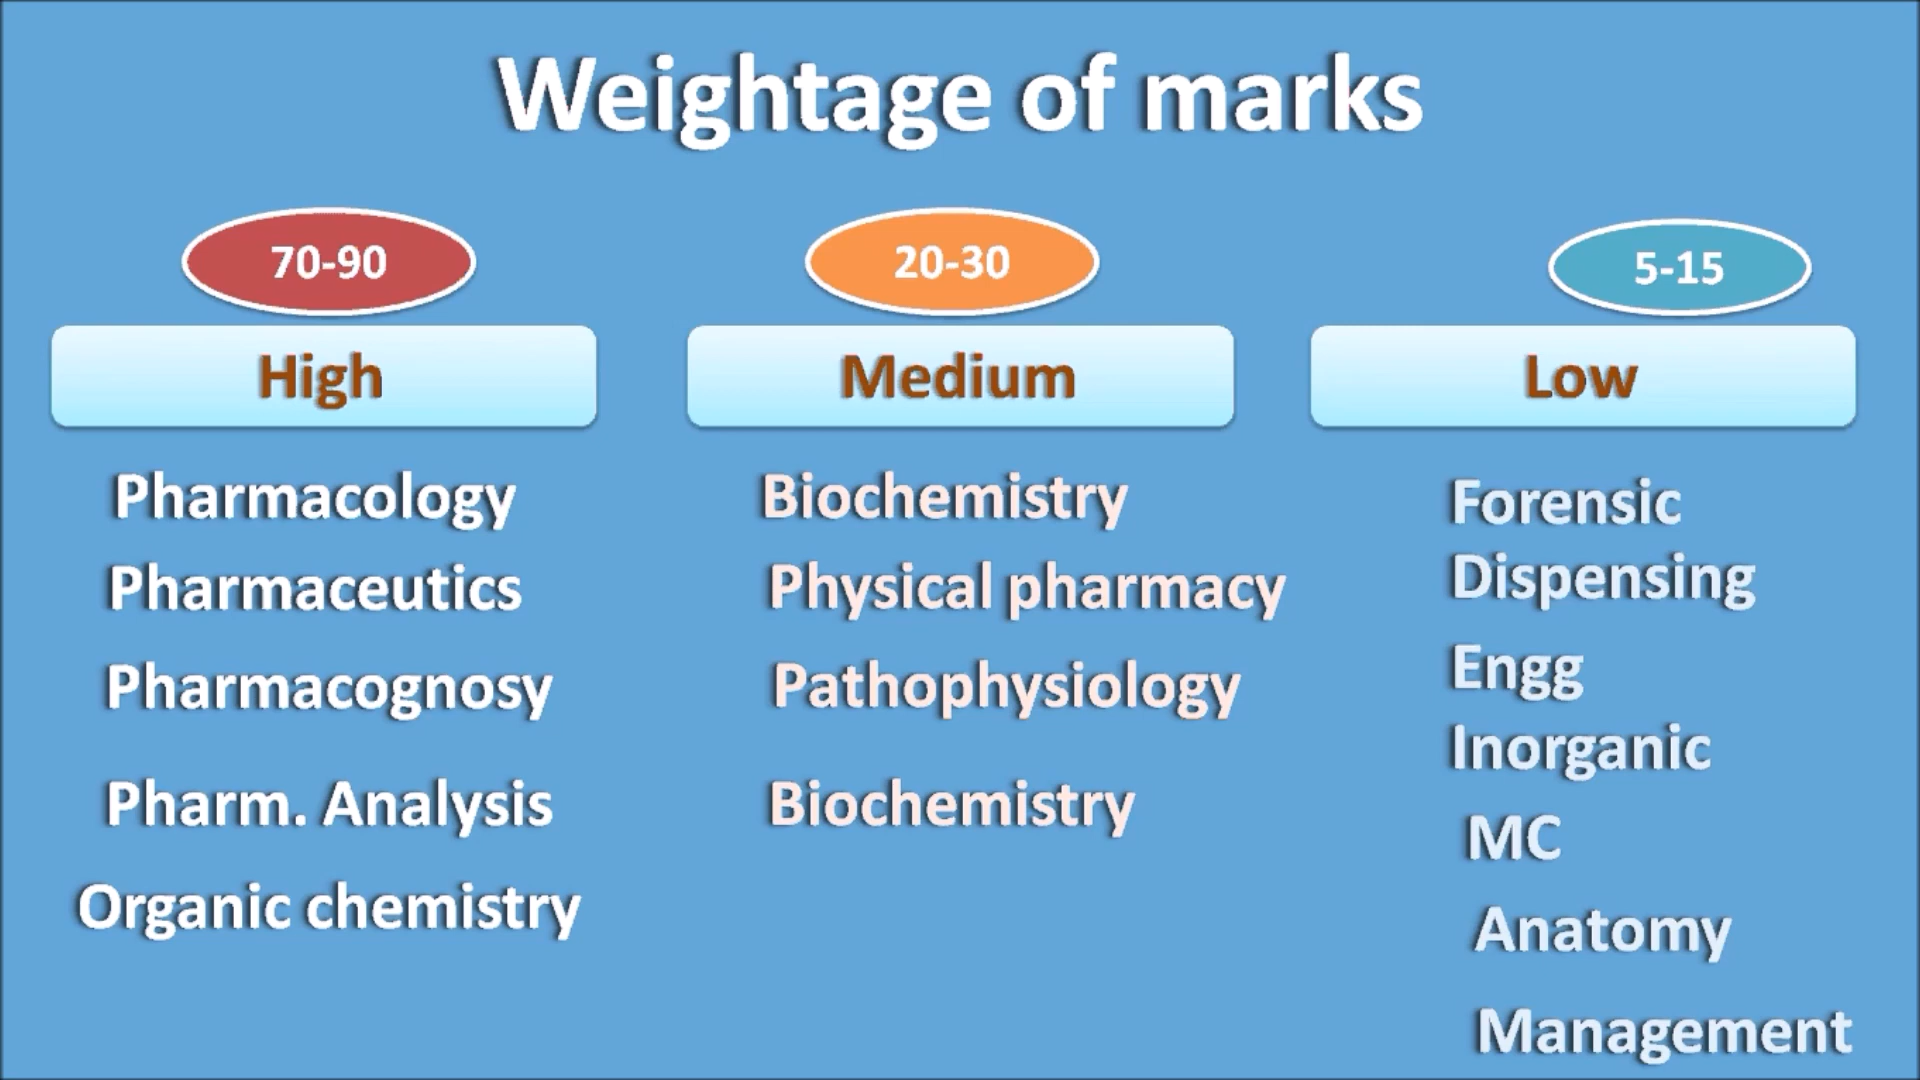 Weightage of marks
70-90
High
Pharmacology
Pharmaceutics
Pharmacognosy
Pharm. Analysis
Organic chemistry
20-30
Medium
Biochemistry
Physical pharmacy
Pathophysiology
Biochemistry
5-15
Low
Forensic
Dispensing
Engg
Inorganic
MC
Anatomy
Management